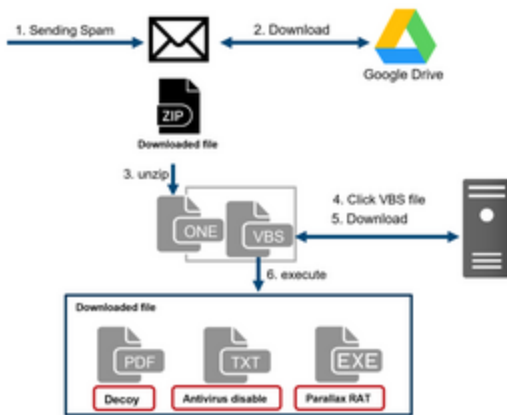 1. Sending Spam
2. Download
Google Drive
ZIP
Downloaded file
3. unzip
ONE
VBS
4. Click VBS file
5. Download
6. execute
Downloaded file
PDF
TXT
EXE
Decoy
Antivirus disable
Parallax RAT